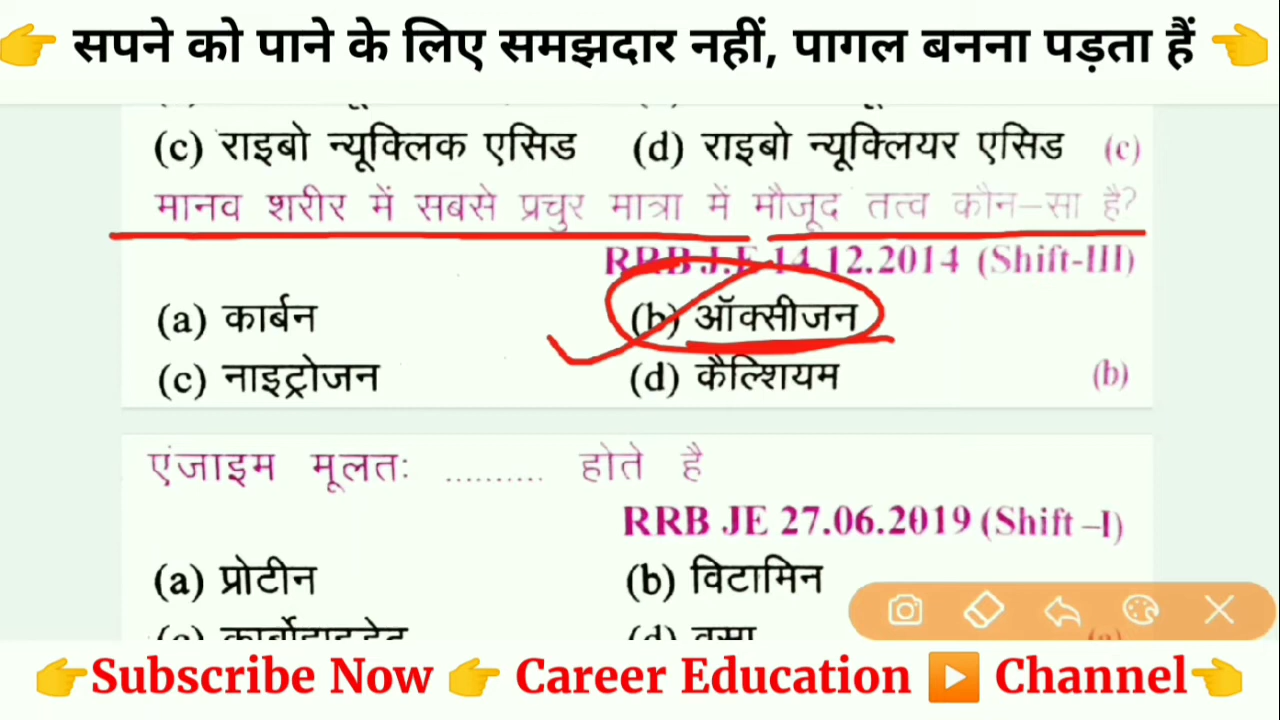 👉 सपने को पाने के लिए समझदार नहीं, पागल बनना पड़ता हैं 👈
(c) राइबो न्यूक्लिक एसिड (d) राइबो न्यूक्लियर एसिड (c)
मानव शरीर में सबसे प्रचुर मात्रा में मौजूद तत्व कौन-सा है?
RRB J.E 14.12.2014 (Shift-III)
(a) कार्बन (b) ऑक्सीजन
(c) नाइट्रोजन (d) कैल्शियम (b)
एंजाइम मूलतः .......... होते है
RRB JE 27.06.2019 (Shift –I)
(a) प्रोटीन (b) विटामिन
👉Subscribe Now 👉 Career Education ▶️ Channel👈